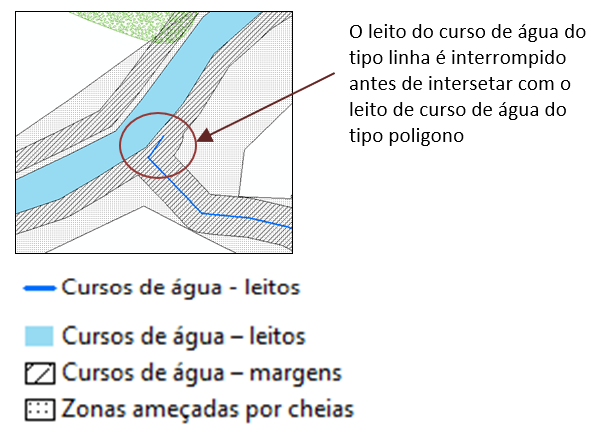 O leito do curso de água do
tipo linha é interrompido
antes de intersetar com o
leito de curso de água do
tipo poligono
Cursos de água - leitos
Cursos de água – leitos
Cursos de água – margens
Zonas ameçadas por cheias